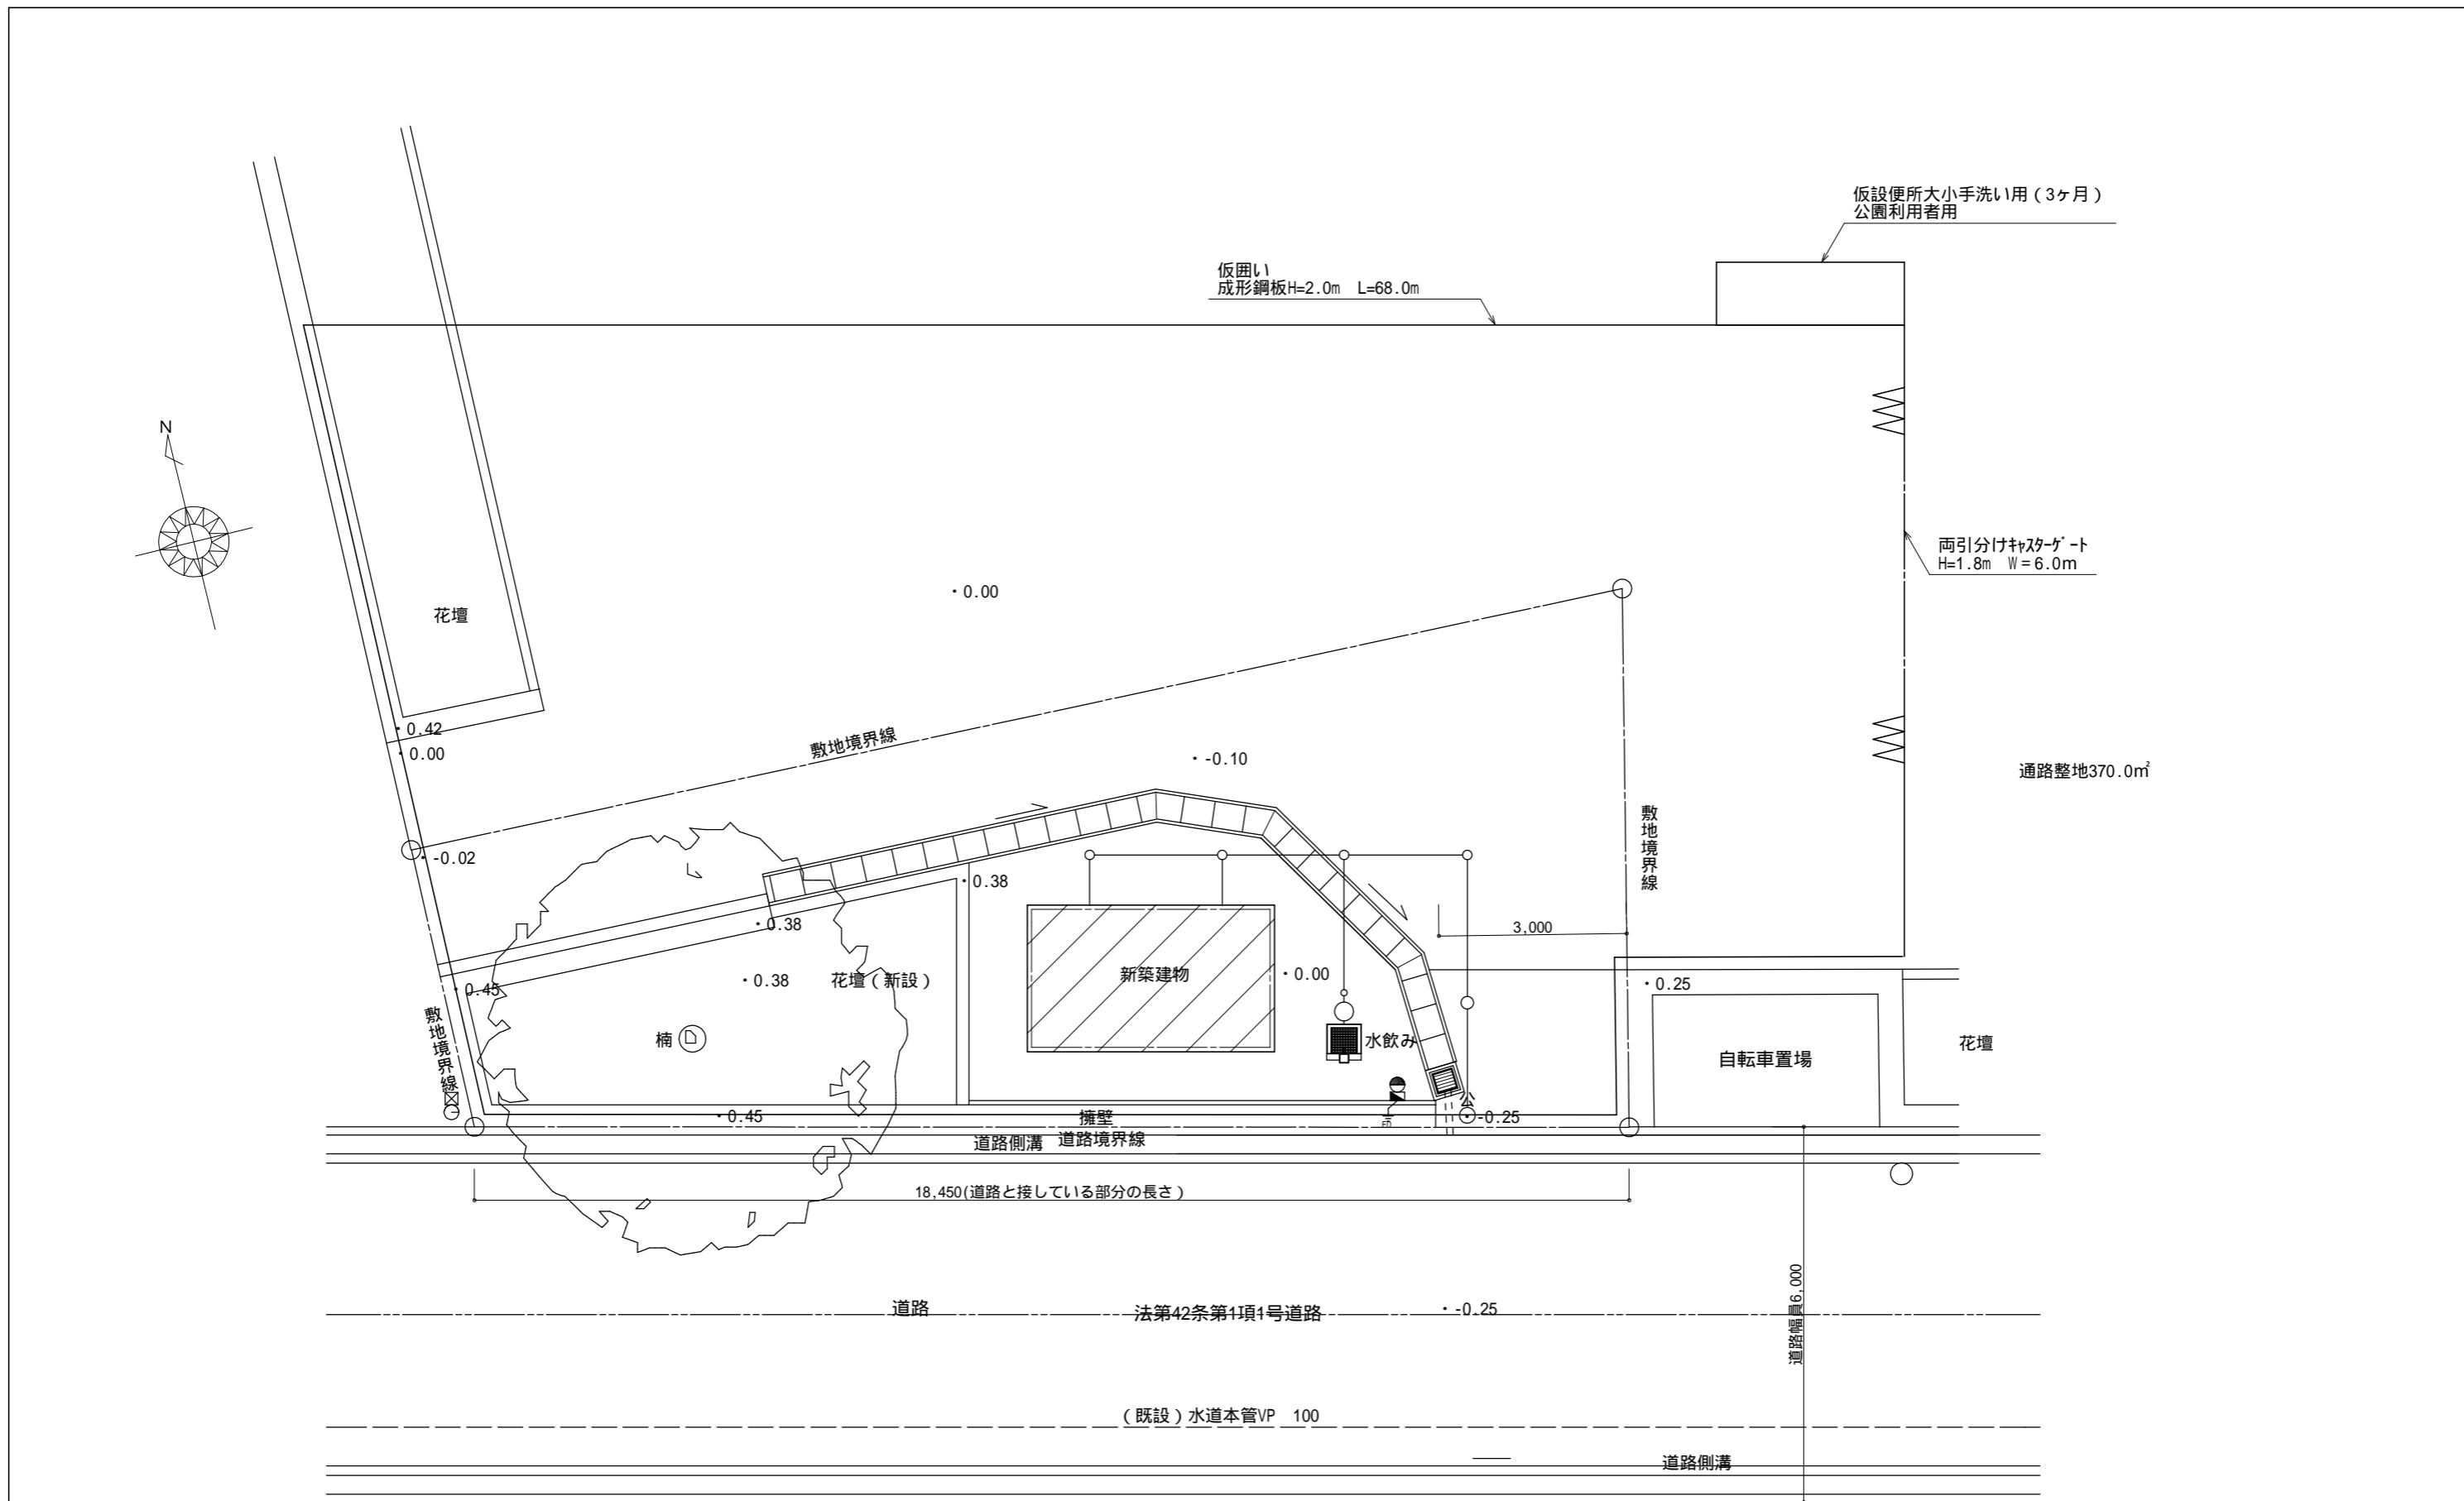 仮設便所大小手洗い用（3ヶ月）
公園利用者用
仮囲い
成形鋼板H=2.0m　L=68.0m
N
両引分けｷｬｽﾀｰｹﾞｰﾄ
H=1.8m　W=6.0m
・0.00
花壇
・0.42
・0.00
敷地境界線
・-0.10
通路整地370.0㎡
敷地境界線
・-0.02
・0.38
・0.38
3,000
・0.38
花壇（新設）
新築建物
・0.00
・0.45
・0.25
敷地境界線
楠
水飲み
自転車置場
花壇
公
・0.45
擁壁
・-0.25
道路側溝
道路境界線
18,450(道路と接している部分の長さ）
道路
法第42条第1項1号道路
・-0.25
道路幅員6,000
（既設）水道本管VP　100
道路側溝